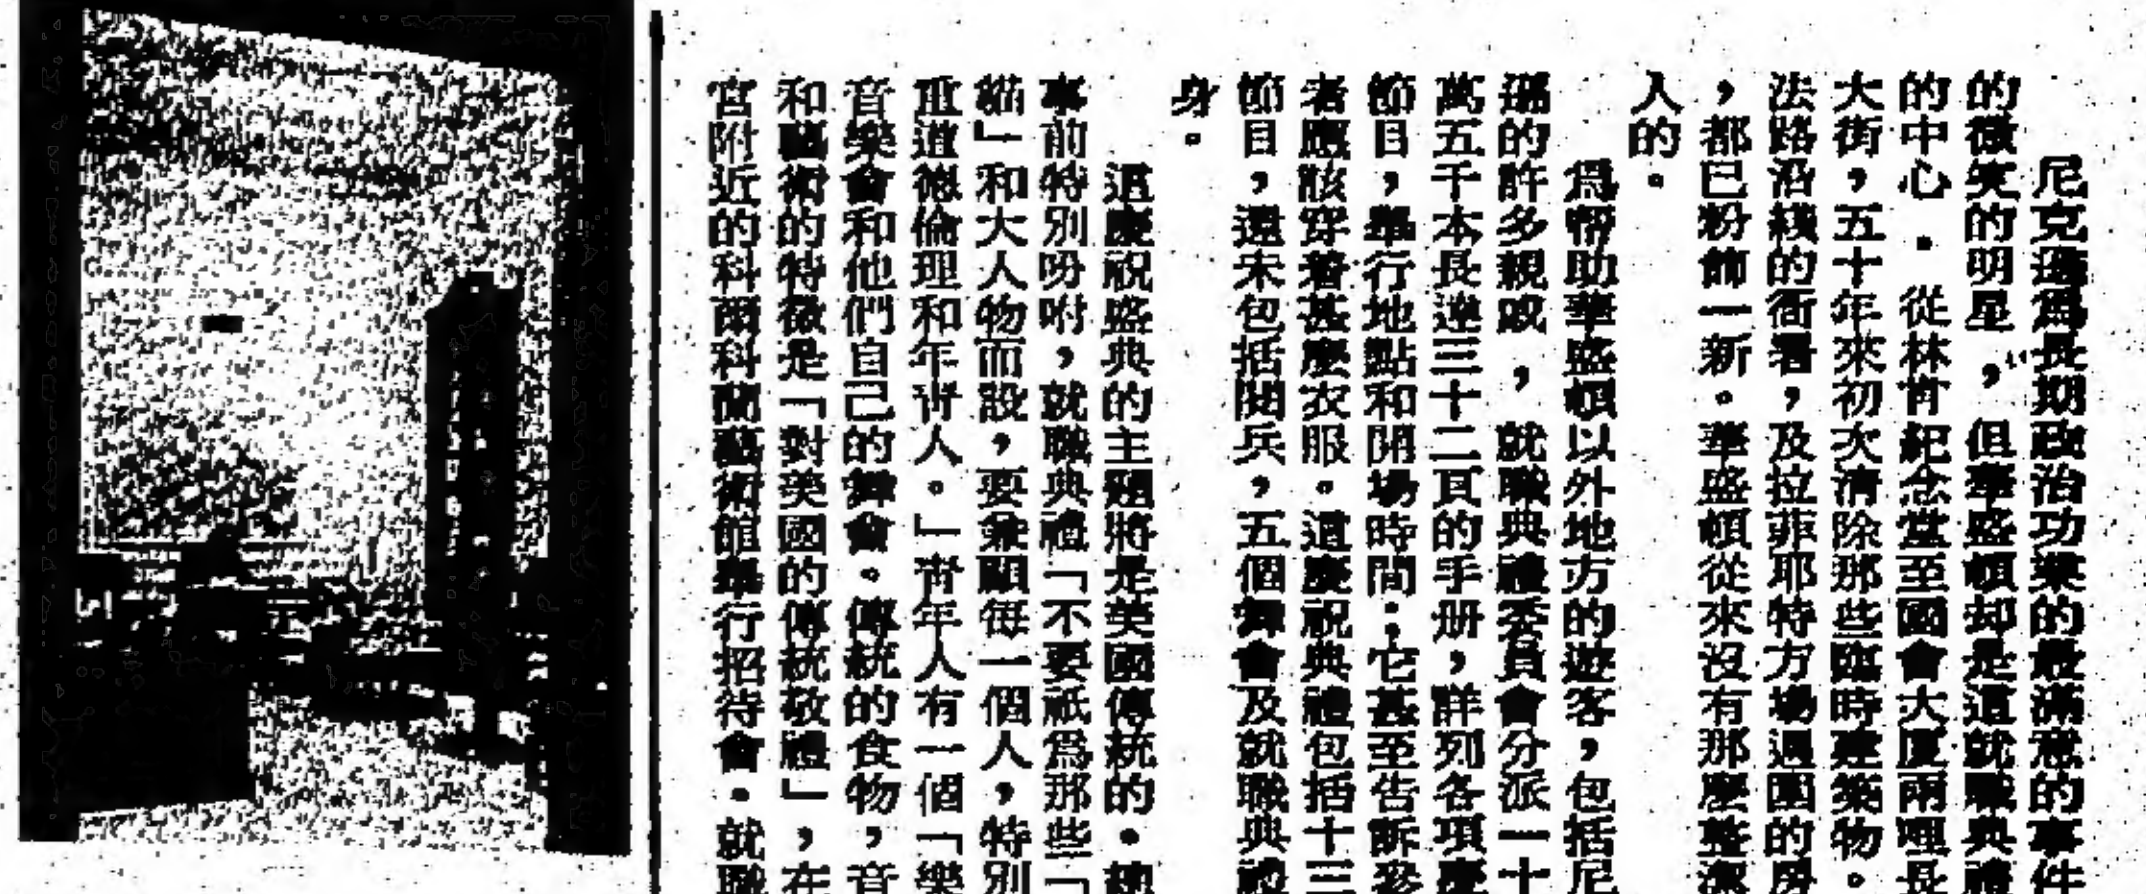 尼克遜爲長期政治功業的最滿意的事件
的微笑的明星，但華盛頓却是這就職典禮
的中心．從林肯紀念堂至國會大厦兩哩長
大街，五十年來初次清除那些臨時建築物。
法路沿綫的衙署，及拉菲耶特方場週圍的房
，都已粉飾一新。華盛頓從來沒有那麼整潔
入的。
爲幫助華盛頓以外地方的遊客，包括尼
的許多親戚，就職典禮委員會分派一十
萬五千本長達三十二頁的手册，詳列各項慶
節目，舉行地點和開場時間：它甚至告訴參
者應該穿着甚麼衣服。這慶祝典禮包括十三
節目，還未包括閱兵，五個舞會及就職典禮
身。
這慶祝盛典的主題將是美國傳統的。總
事前特別吩咐，就職典禮「不要祇爲那些「
貓」和大人物而設，要兼顧每一個人，特別
重道德倫理和年靑人。」靑年人有一個「樂
音樂會和他們自己的舞會。傳統的食物，音
和藝術的特徵是「對美國的傳統敬禮」，在
宮附近的科爾科蘭藝術館舉行招待會。就職